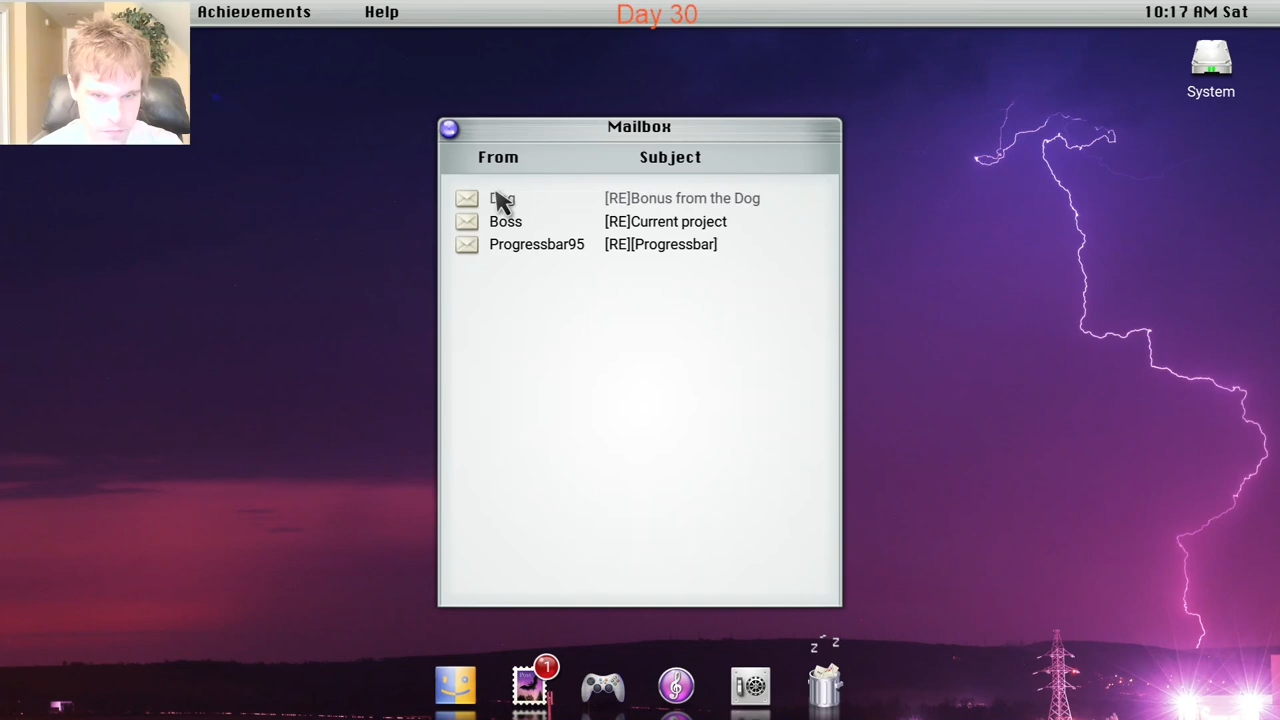 Achievements Help Day 30 10:17 AM Sat
System
Mailbox
From Subject
Dog [RE]Bonus from the Dog
Boss [RE]Current project
Progressbar95 [RE][Progressbar]
z z
1